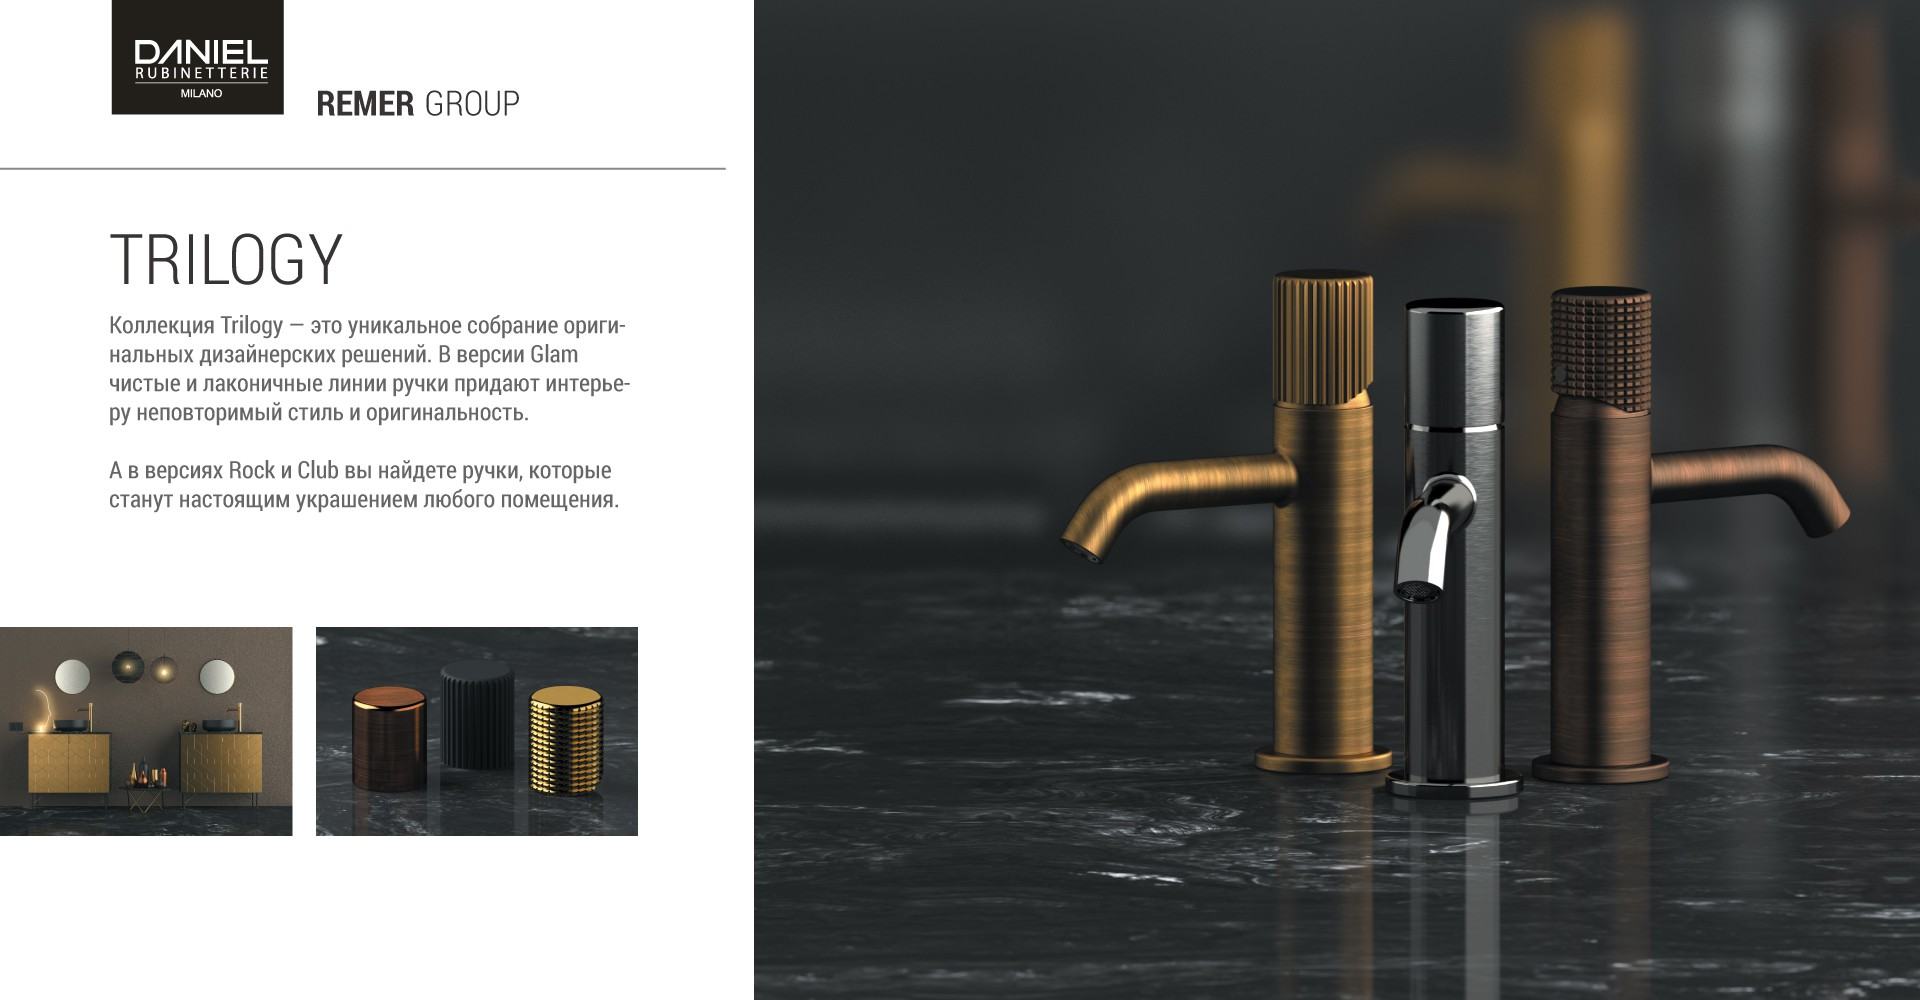 DANIEL
RUBINETTERIE
MILANO
REMER GROUP
TRILOGY
Коллекция Trilogy — это уникальное собрание ориги-
нальных дизайнерских решений. В версии Glam
чистые и лаконичные линии ручки придают интерье-
ру неповторимый стиль и оригинальность.
А в версиях Rock и Club вы найдете ручки, которые
станут настоящим украшением любого помещения.